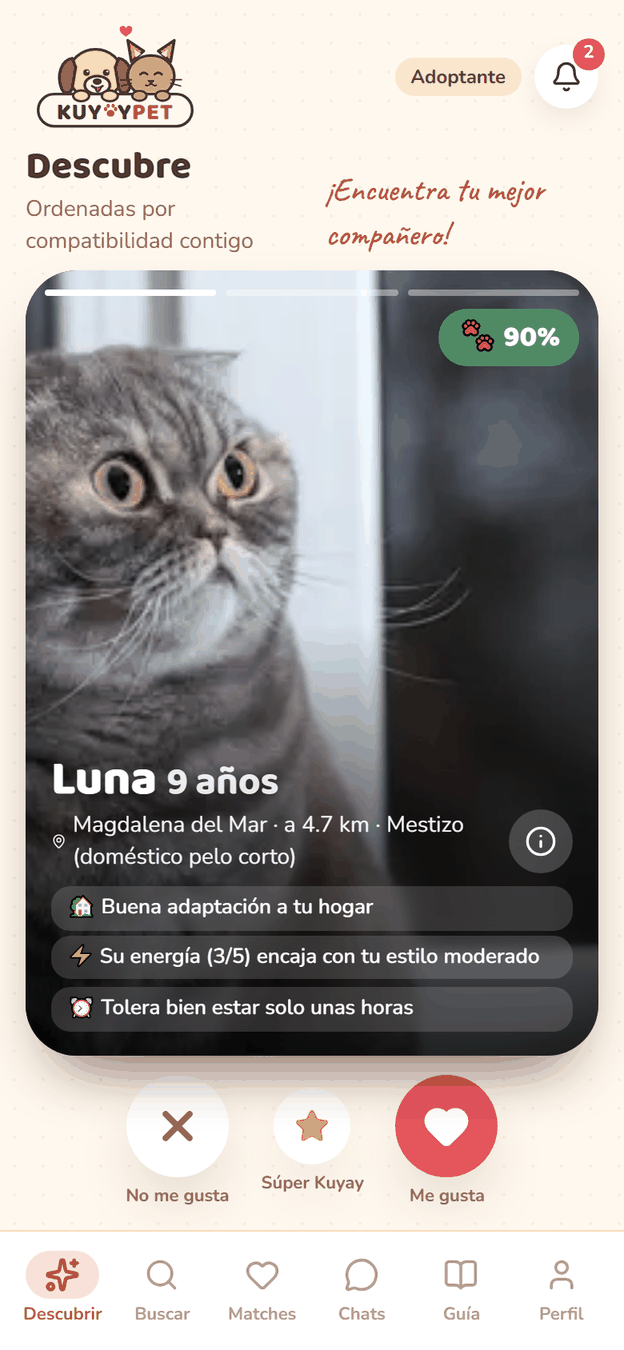 KUYYPET
Adoptante
2
Descubre
Ordenadas por
compatibilidad contigo
¡Encuentra tu mejor
compañero!
90%
Luna 9 años
Magdalena del Mar · a 4.7 km · Mestizo
(doméstico pelo corto)
Buena adaptación a tu hogar
Su energía (3/5) encaja con tu estilo moderado
Tolera bien estar solo unas horas
No me gusta
Súper Kuyay
Me gusta
Descubrir
Buscar
Matches
Chats
Guía
Perfil